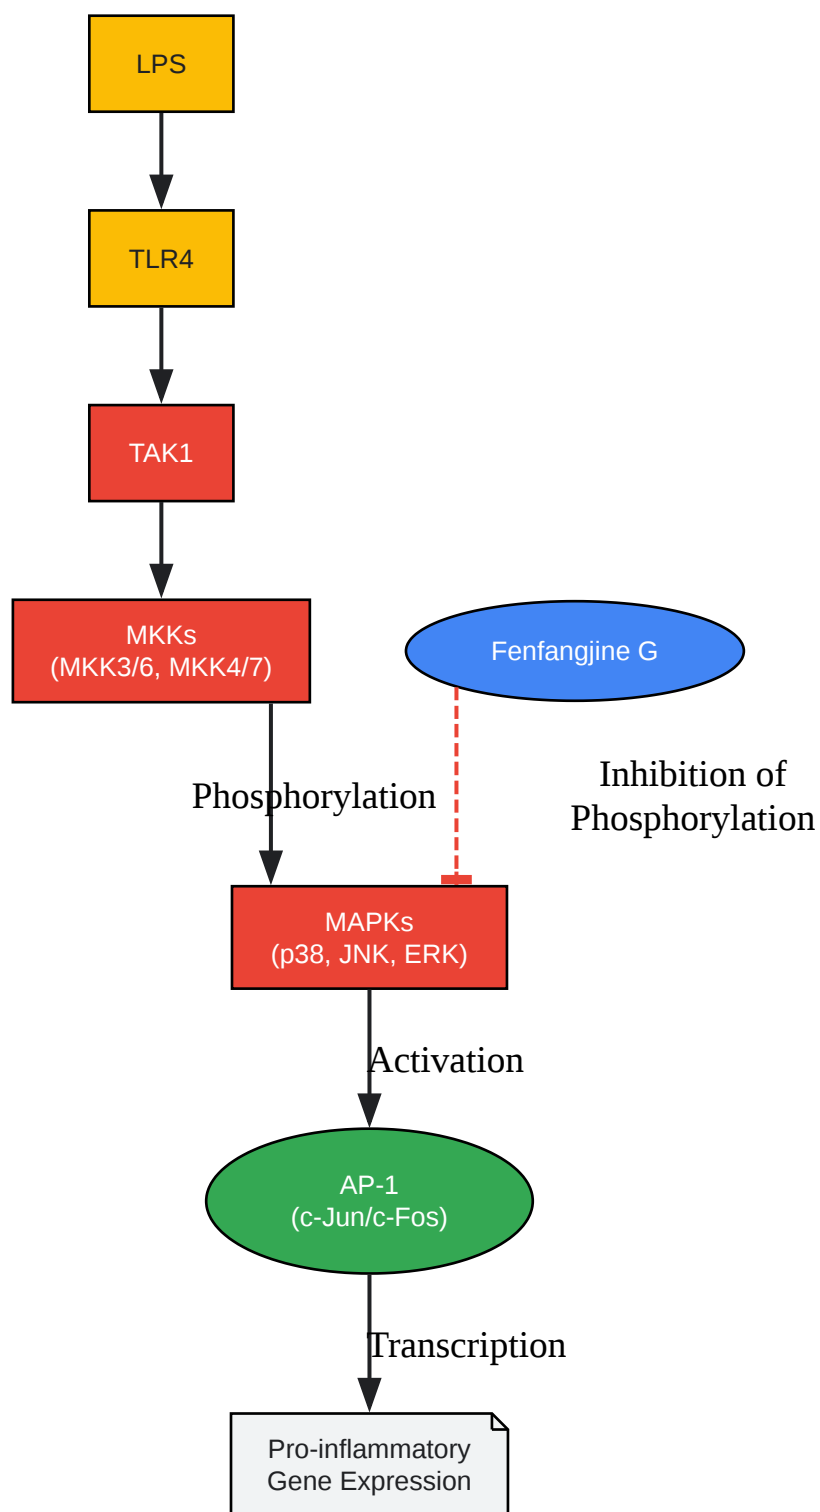 LPS
TLR4
TAK1
MKKs
(MKK3/6, MKK4/7)
Fenfangjine G
Phosphorylation
Inhibition of
Phosphorylation
MAPKs
(p38, JNK, ERK)
Activation
AP-1
(c-Jun/c-Fos)
Transcription
Pro-inflammatory
Gene Expression